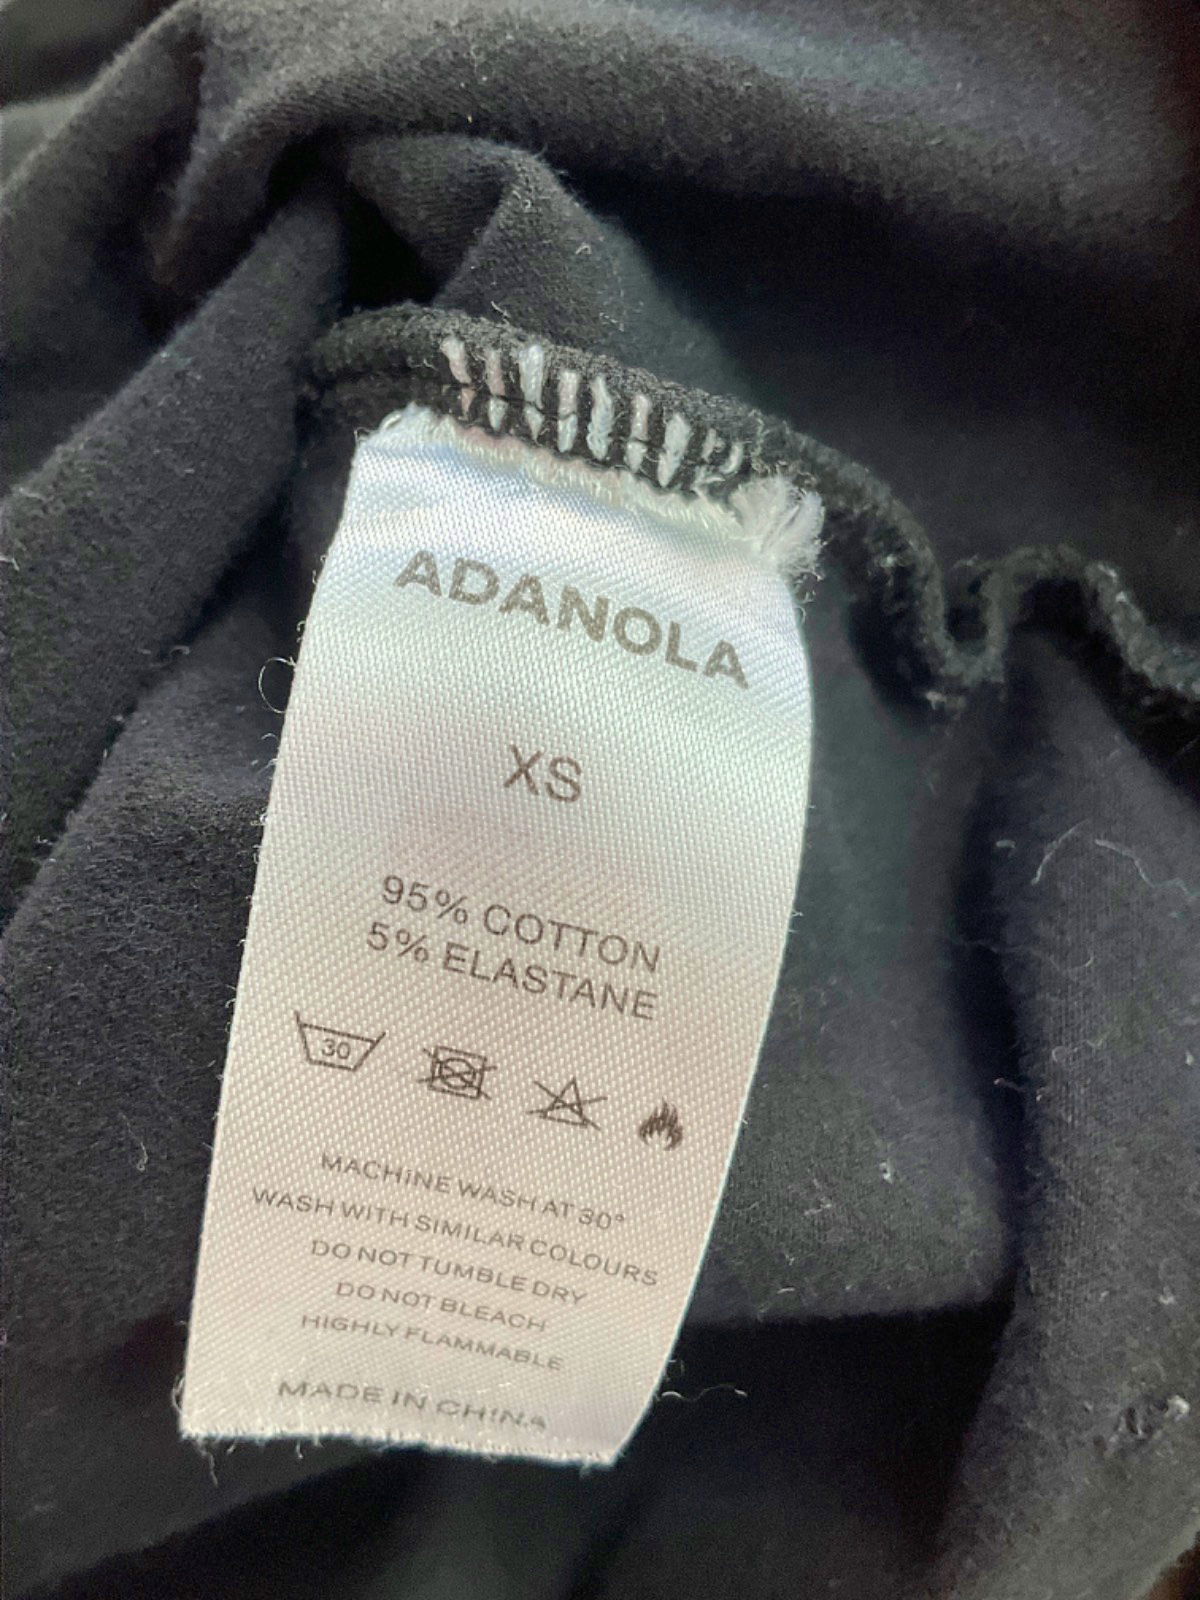 ADANOLA
XS
95% COTTON
5% ELASTANE
30
MACHINE WASH AT 30°
WASH WITH SIMILAR COLOURS
DO NOT TUMBLE DRY
DO NOT BLEACH
HIGHLY FLAMMABLE
MADE IN CHINA